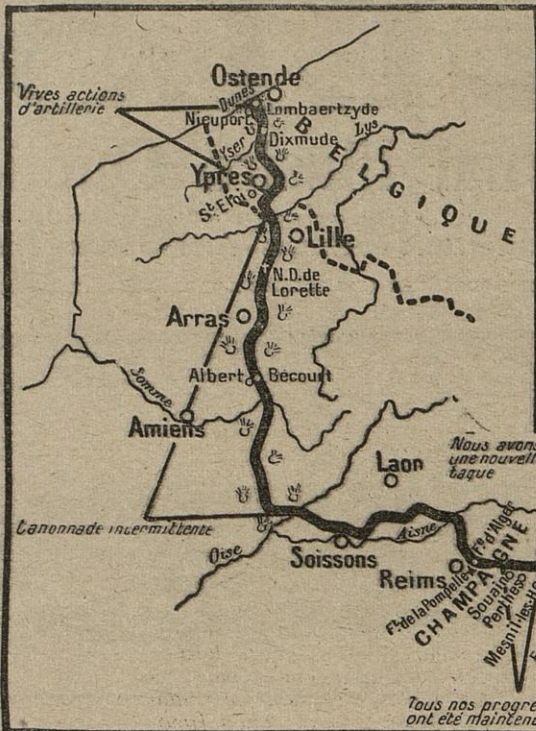 Vives actions
d'artillerie
Ostende
Dunes
Nieuport
Lombaertzyde
Yser
Dixmude
Lys
BELGIQUE
Ypres
St Eloi
Lille
N.D. de
Lorette
Arras
Albert
Bécourt
Somme
Amiens
Laon
Nous avons
une nouvell
taque
Canonnade intermittente
Oise
Soissons
Aisne
Reims
Ft. de la Pompelle
Ft. d'Alger
CHAMPAGNE
Souain
Perthes
Mesnil-les-H
Tous nos progrè
ont été mainten